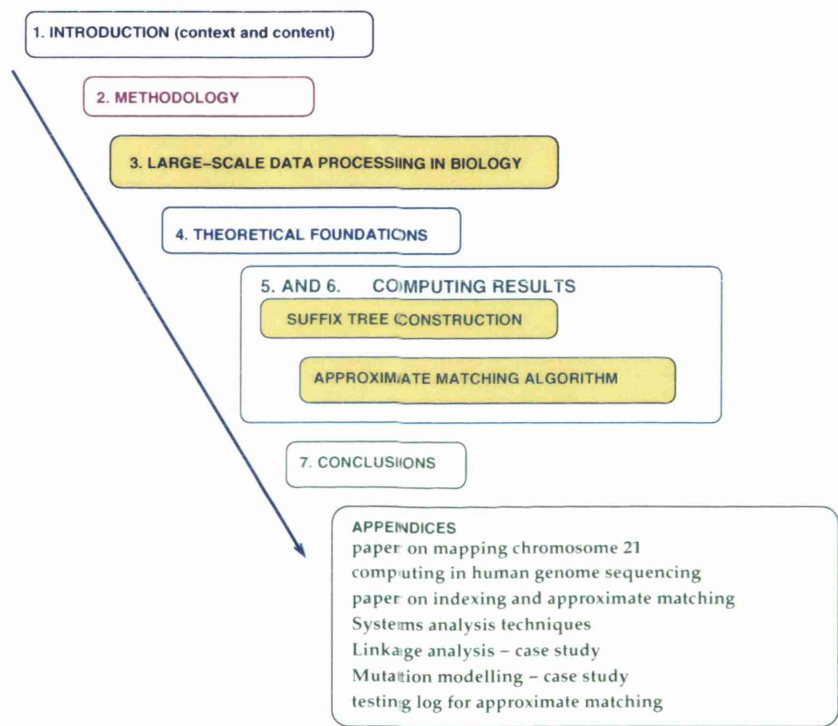 1. INTRODUCTION (context and content)
2. METHODOLOGY
3. LARGE–SCALE DATA PROCESSING IN BIOLOGY
4. THEORETICAL FOUNDATIONS
5. AND 6. COMPUTING RESULTS
SUFFIX TREE CONSTRUCTION
APPROXIMATE MATCHING ALGORITHM
7. CONCLUSIONS
APPENDICES
paper on mapping chromosome 21
computing in human genome sequencing
paper on indexing and approximate matching
Systems analysis techniques
Linkage analysis – case study
Mutation modelling – case study
testing log for approximate matching